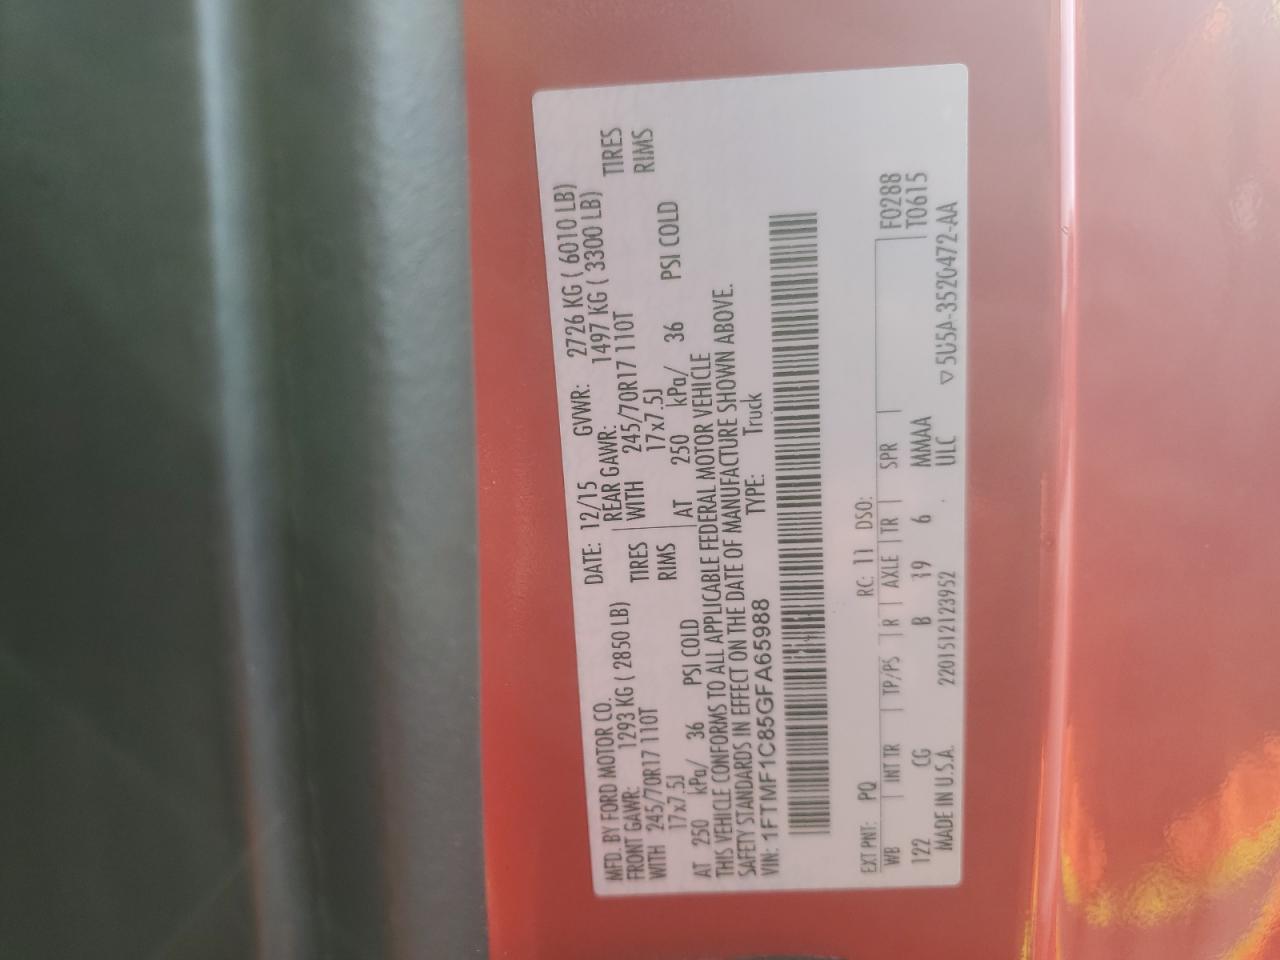 MFD. BY FORD MOTOR CO.
DATE: 12/15 GVWR: 2726 KG ( 6010 LB)
FRONT GAWR: 1293 KG ( 2850 LB) REAR GAWR: 1497 KG ( 3300 LB)
WITH 245/70R17 110T TIRES WITH 245/70R17 110T TIRES
17x7.5J RIMS 17x7.5J RIMS
AT 250 kPa/ 36 PSI COLD AT 250 kPa/ 36 PSI COLD
THIS VEHICLE CONFORMS TO ALL APPLICABLE FEDERAL MOTOR VEHICLE
SAFETY STANDARDS IN EFFECT ON THE DATE OF MANUFACTURE SHOWN ABOVE.
VIN: 1FTMF1C85GFA65988 TYPE: Truck
EXT PNT: PQ RC: 11 DSO:
WB INT TR TP/PS R AXLE TR SPR F0288
122 CG B 19 6 MMAA T0615
MADE IN U.S.A. 2201512123952 ULC ▽ 5U5A-3520472-AA